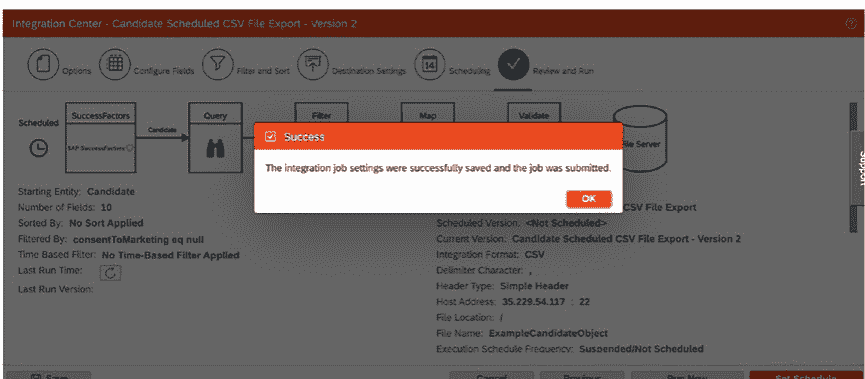 Integration Center - Candidate Scheduled CSV File Export - Version 2
Options
Configure Fields
Filter and Sort
Destination Settings
14
Scheduling
Review and Run
Scheduled
SuccessFactors
SAP SuccessFactors
Candidate
Query
Filter
Map
Validate
File Server
Success
The integration job settings were successfully saved and the job was submitted.
OK
Support
Starting Entity: Candidate
Number of Fields: 10
Sorted By: No Sort Applied
Filtered By: consentToMarketing eq null
Time Based Filter: No Time-Based Filter Applied
Last Run Time:
Last Run Version:
CSV File Export
Scheduled Version: <Not Scheduled>
Current Version: Candidate Scheduled CSV File Export - Version 2
Integration Format: CSV
Delimiter Character: ,
Header Type: Simple Header
Host Address: 35.229.54.117 : 22
File Location: /
File Name: ExampleCandidateObject
Execution Schedule Frequency: Suspended/Not Scheduled
Save
Cancel
Previous
Run Now
Set Schedule